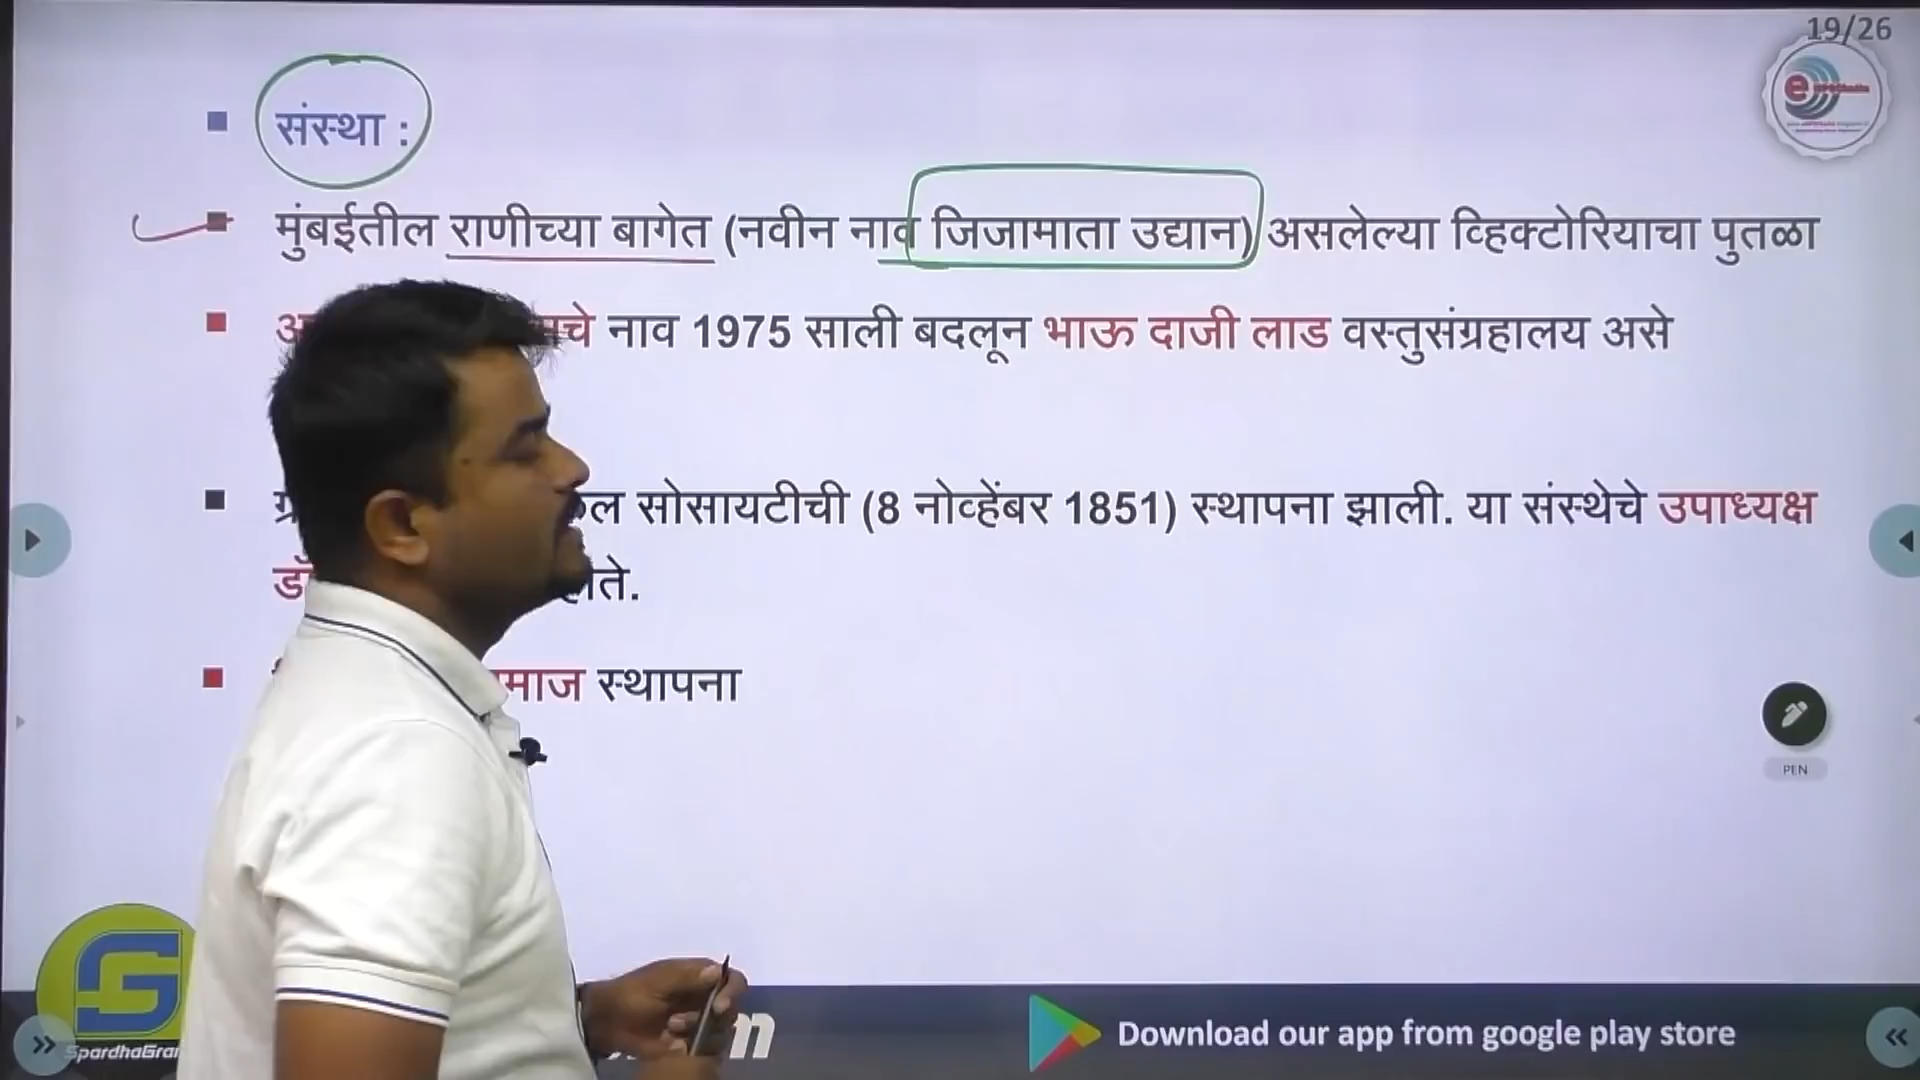 19/26
संस्था :
मुंबईतील राणीच्या बागेत (नवीन नाव जिजामाता उद्यान) असलेल्या व्हिक्टोरियाचा पुतळा
नाव 1975 साली बदलून भाऊ दाजी लाड वस्तुसंग्रहालय असे
सोसायटीची (8 नोव्हेंबर 1851) स्थापना झाली. या संस्थेचे उपाध्यक्ष
स्थापना
PEN
Download our app from google play store